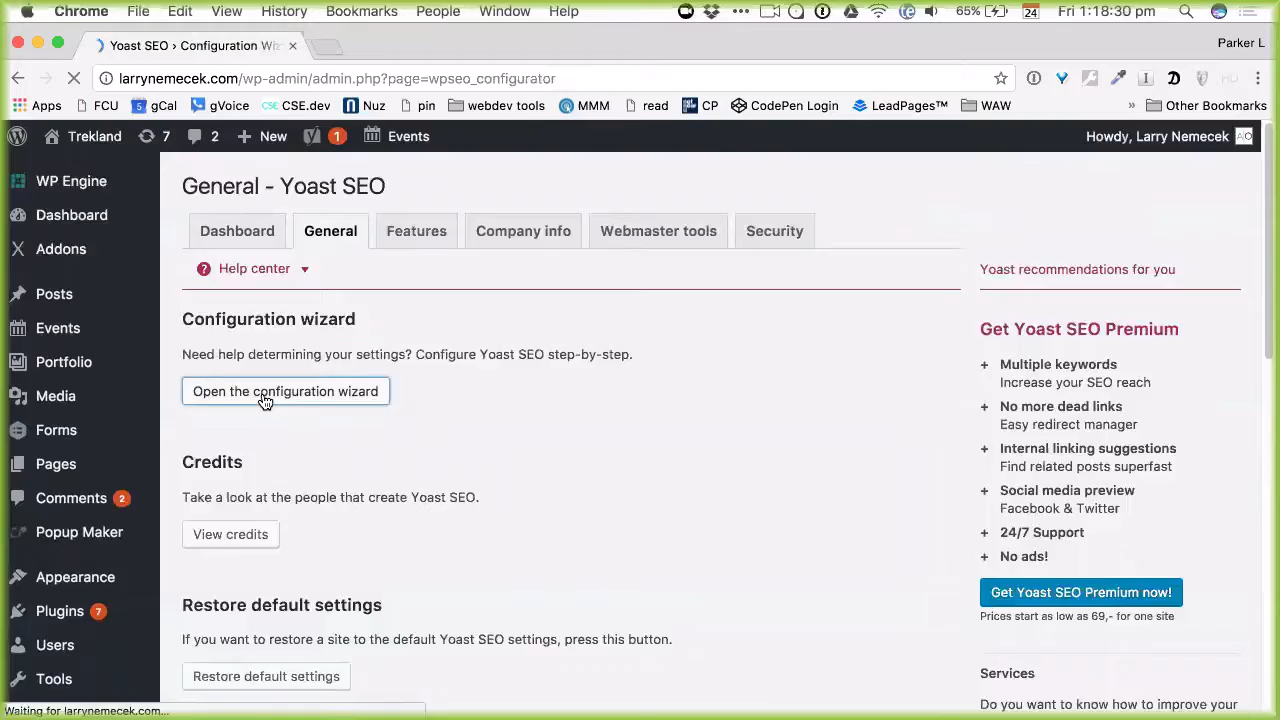 Chrome File Edit View History Bookmarks People Window Help 65% 24 Fri 1:18:30 pm
Yoast SEO › Configuration Wiz Parker L
larrynemecek.com/wp-admin/admin.php?page=wpseo_configurator
Apps FCU gCal gVoice CSE CSE.dev Nuz pin webdev tools MMM read CP CodePen Login LeadPages™ WAW » Other Bookmarks
Trekland 7 2 + New 1 Events Howdy, Larry Nemecek
WP Engine
Dashboard
Addons
Posts
Events
Portfolio
Media
Forms
Pages
Comments 2
Popup Maker
Appearance
Plugins 7
Users
Tools
General - Yoast SEO
Dashboard General Features Company info Webmaster tools Security
? Help center
Configuration wizard
Need help determining your settings? Configure Yoast SEO step-by-step.
Open the configuration wizard
Credits
Take a look at the people that create Yoast SEO.
View credits
Restore default settings
If you want to restore a site to the default Yoast SEO settings, press this button.
Restore default settings
Yoast recommendations for you
Get Yoast SEO Premium
+ Multiple keywords
Increase your SEO reach
+ No more dead links
Easy redirect manager
+ Internal linking suggestions
Find related posts superfast
+ Social media preview
Facebook & Twitter
+ 24/7 Support
+ No ads!
Get Yoast SEO Premium now!
Prices start as low as 69,- for one site
Services
Do you want to know how to improve your
Waiting for larrynemecek.com...